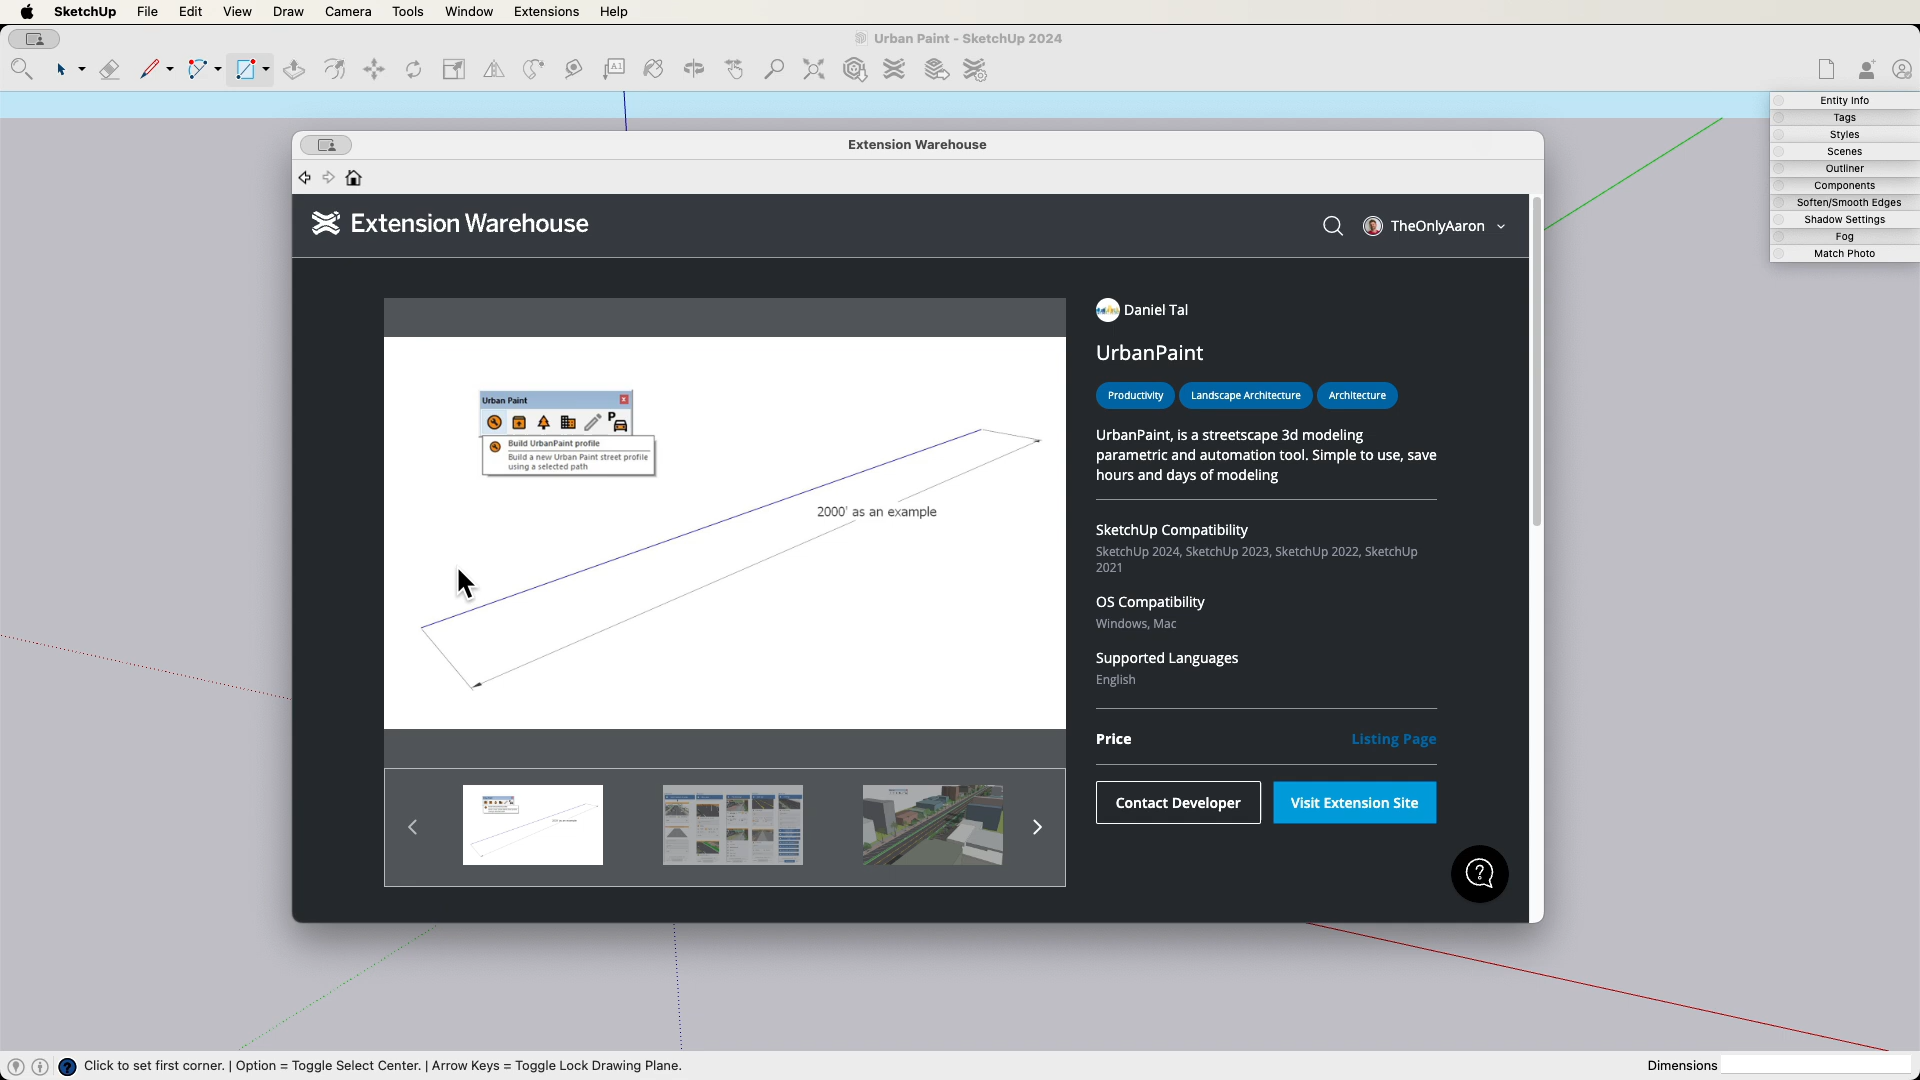 SketchUp File Edit View Draw Camera Tools Window Extensions Help
Urban Paint - SketchUp 2024
A1
Entity Info
Tags
Styles
Scenes
Outliner
Components
Soften/Smooth Edges
Shadow Settings
Fog
Match Photo
Extension Warehouse
Extension Warehouse
TheOnlyAaron
Urban Paint
P
Build UrbanPaint profile
Build a new Urban Paint street profile
using a selected path
2000' as an example
Daniel Tal
UrbanPaint
Productivity
Landscape Architecture
Architecture
UrbanPaint, is a streetscape 3d modeling
parametric and automation tool. Simple to use, save
hours and days of modeling
SketchUp Compatibility
SketchUp 2024, SketchUp 2023, SketchUp 2022, SketchUp
2021
OS Compatibility
Windows, Mac
Supported Languages
English
Price
Listing Page
Contact Developer
Visit Extension Site
Click to set first corner. | Option = Toggle Select Center. | Arrow Keys = Toggle Lock Drawing Plane.
Dimensions